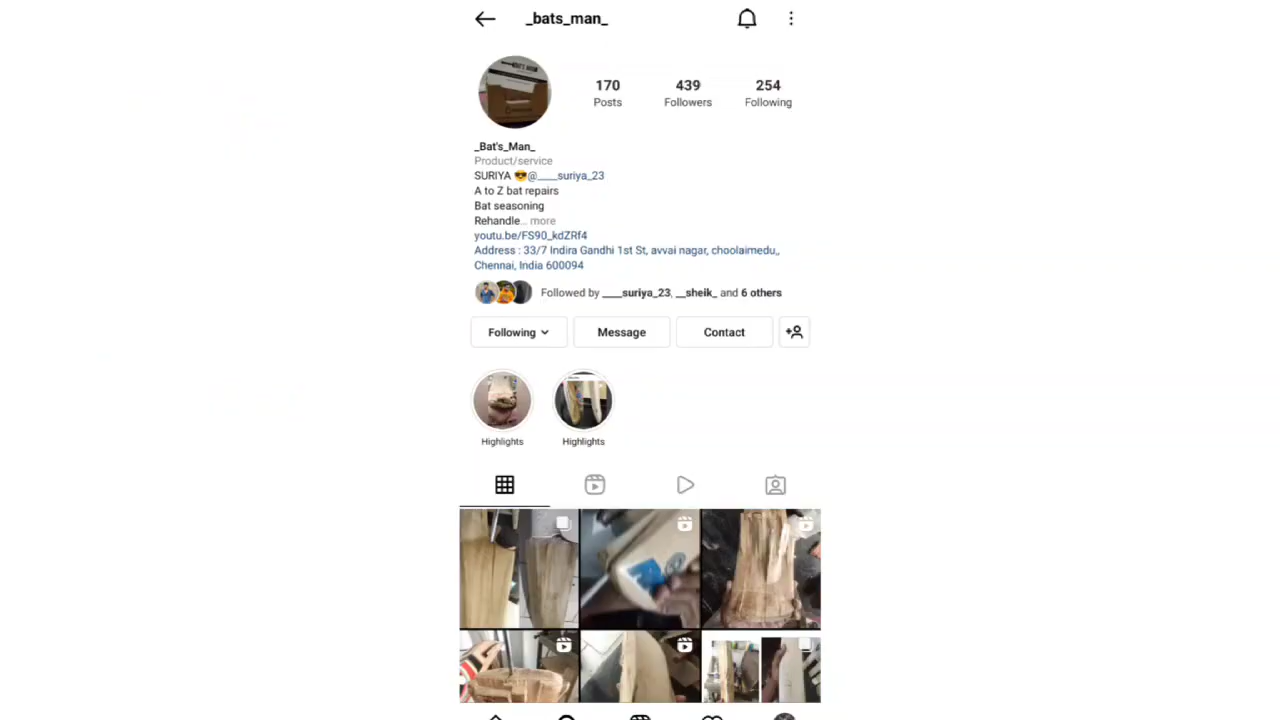 _bats_man_
170
439
254
Posts
Followers
Following
_Bat's_Man_
Product/service
SURIYA 😎@____suriya_23
A to Z bat repairs
Bat seasoning
Rehandle... more
youtu.be/FS90_kdZRf4
Address : 33/7 Indira Gandhi 1st St, avvai nagar, choolaimedu,,
Chennai, India 600094
Followed by ____suriya_23, __sheik_ and 6 others
Following
Message
Contact
Highlights
Highlights